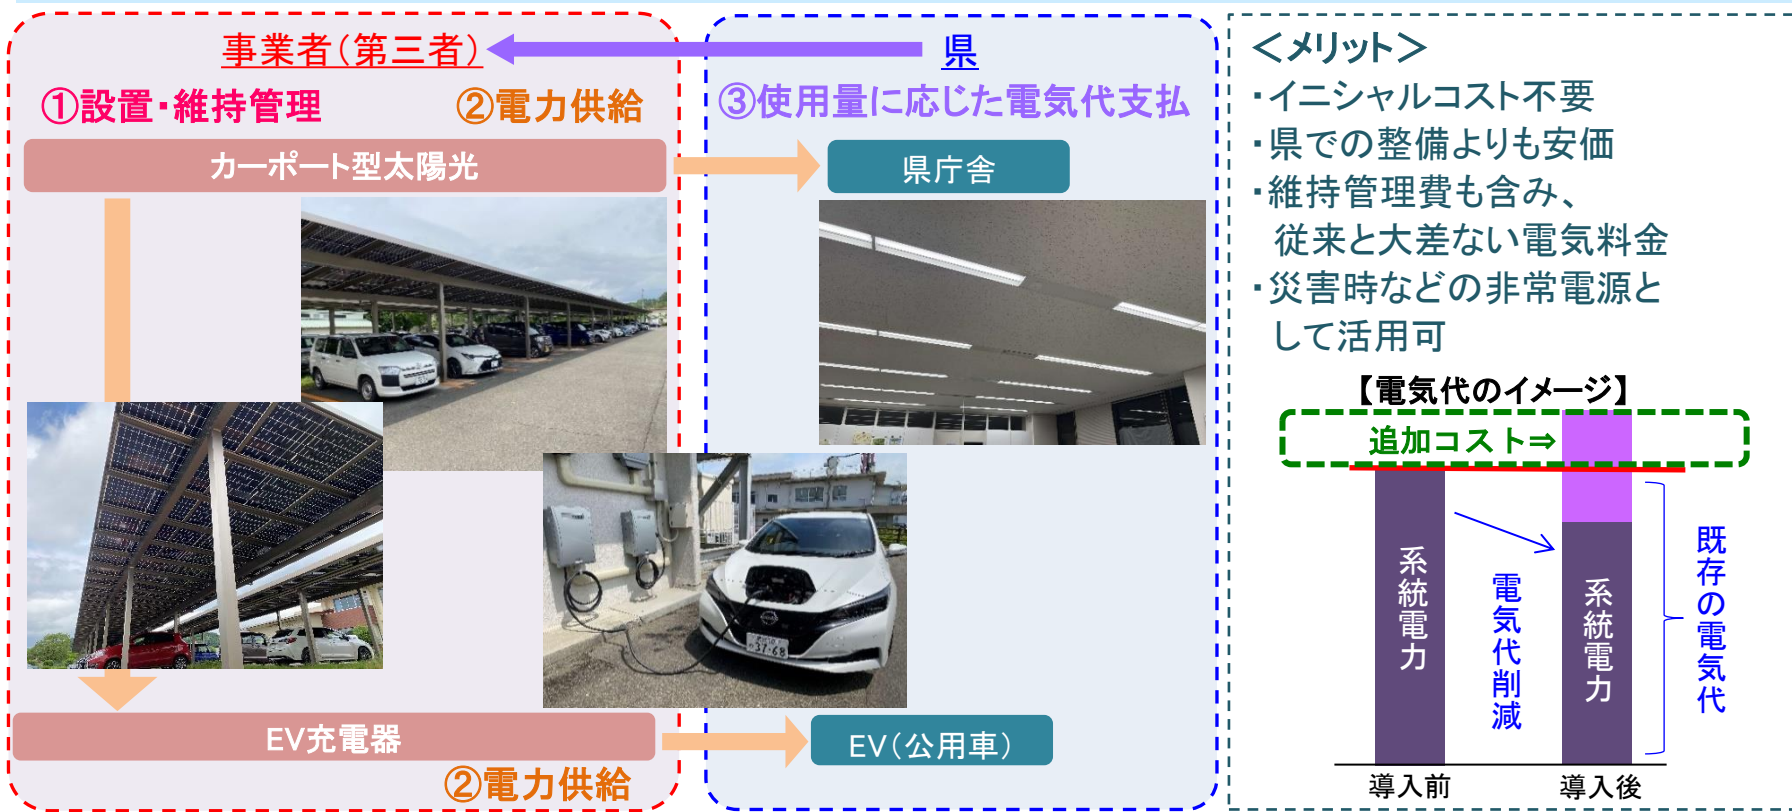 事業者(第三者)
県
①設置・維持管理
②電力供給
③使用量に応じた電気代支払
カーポート型太陽光
県庁舎
EV充電器
EV(公用車)
②電力供給
37-68
<メリット>
・イニシャルコスト不要
・県での整備よりも安価
・維持管理費も含み、
従来と大差ない電気料金
・災害時などの非常電源と
して活用可
【電気代のイメージ】
追加コスト⇒
系統電力
電気代削減
系統電力
既存の電気代
導入前
導入後